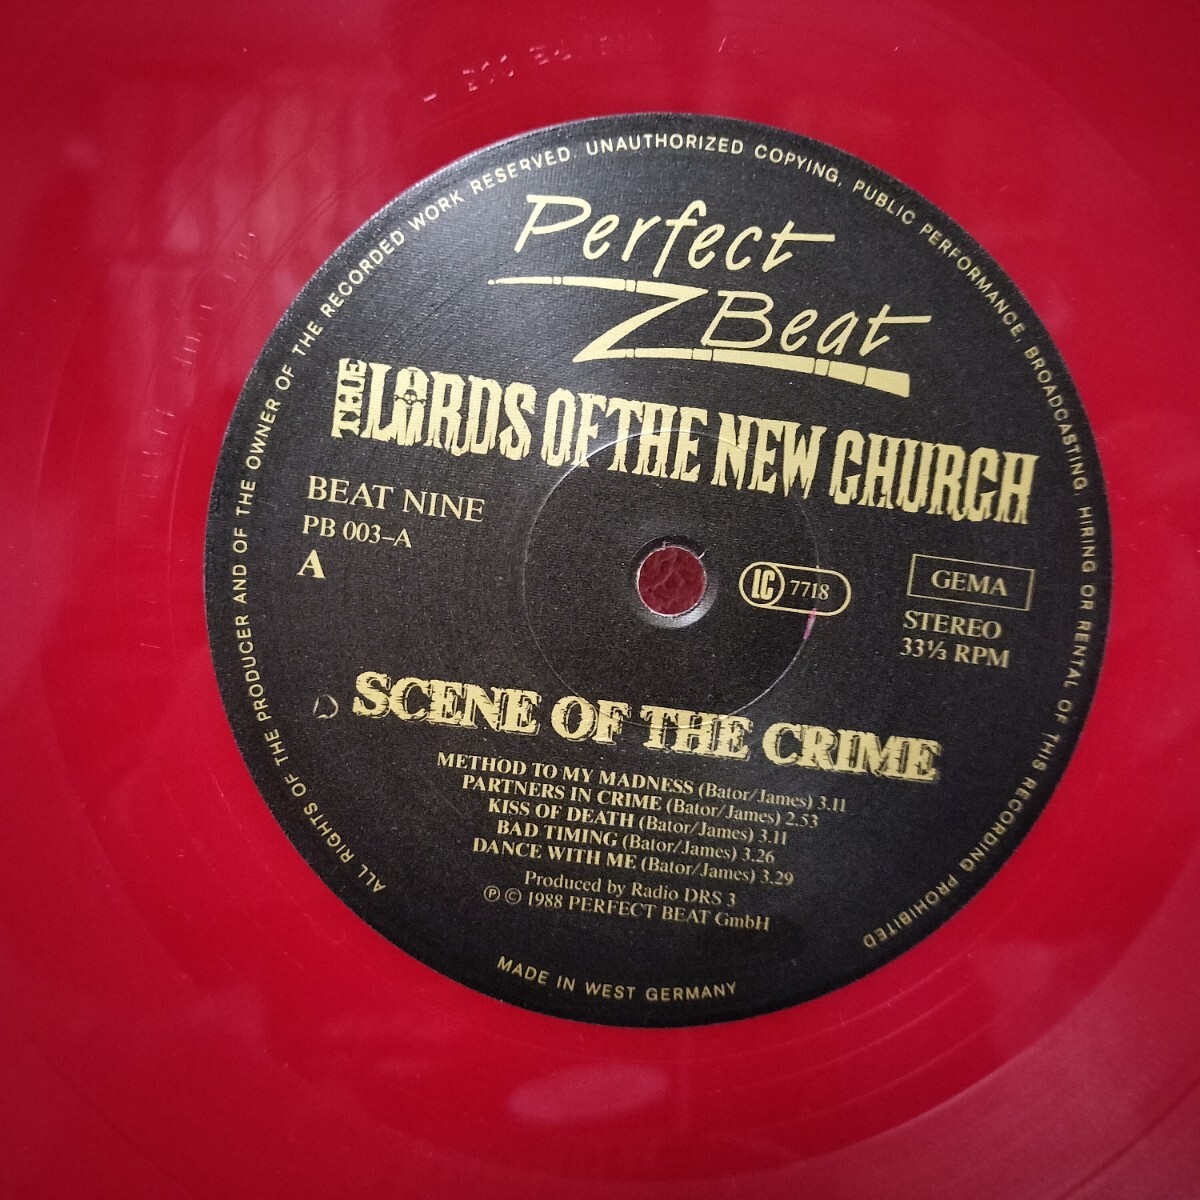 ALL RIGHTS OF THE PRODUCER AND OF THE OWNER OF THE RECORDED WORK RESERVED. UNAUTHORIZED COPYING, PUBLIC PERFORMANCE, BROADCASTING, HIRING OR RENTAL OF THIS RECORDING PROHIBITED
Perfect
Beat
THE LORDS OF THE NEW CHURCH
BEAT NINE
PB 003-A
A
LC 7718
GEMA
STEREO
33⅓ RPM
SCENE OF THE CRIME
METHOD TO MY MADNESS (Bator/James) 3.11
PARTNERS IN CRIME (Bator/James) 2.53
KISS OF DEATH (Bator/James) 3.11
BAD TIMING (Bator/James) 3.26
DANCE WITH ME (Bator/James) 3.29
Produced by Radio DRS 3
℗ © 1988 PERFECT BEAT GmbH
MADE IN WEST GERMANY